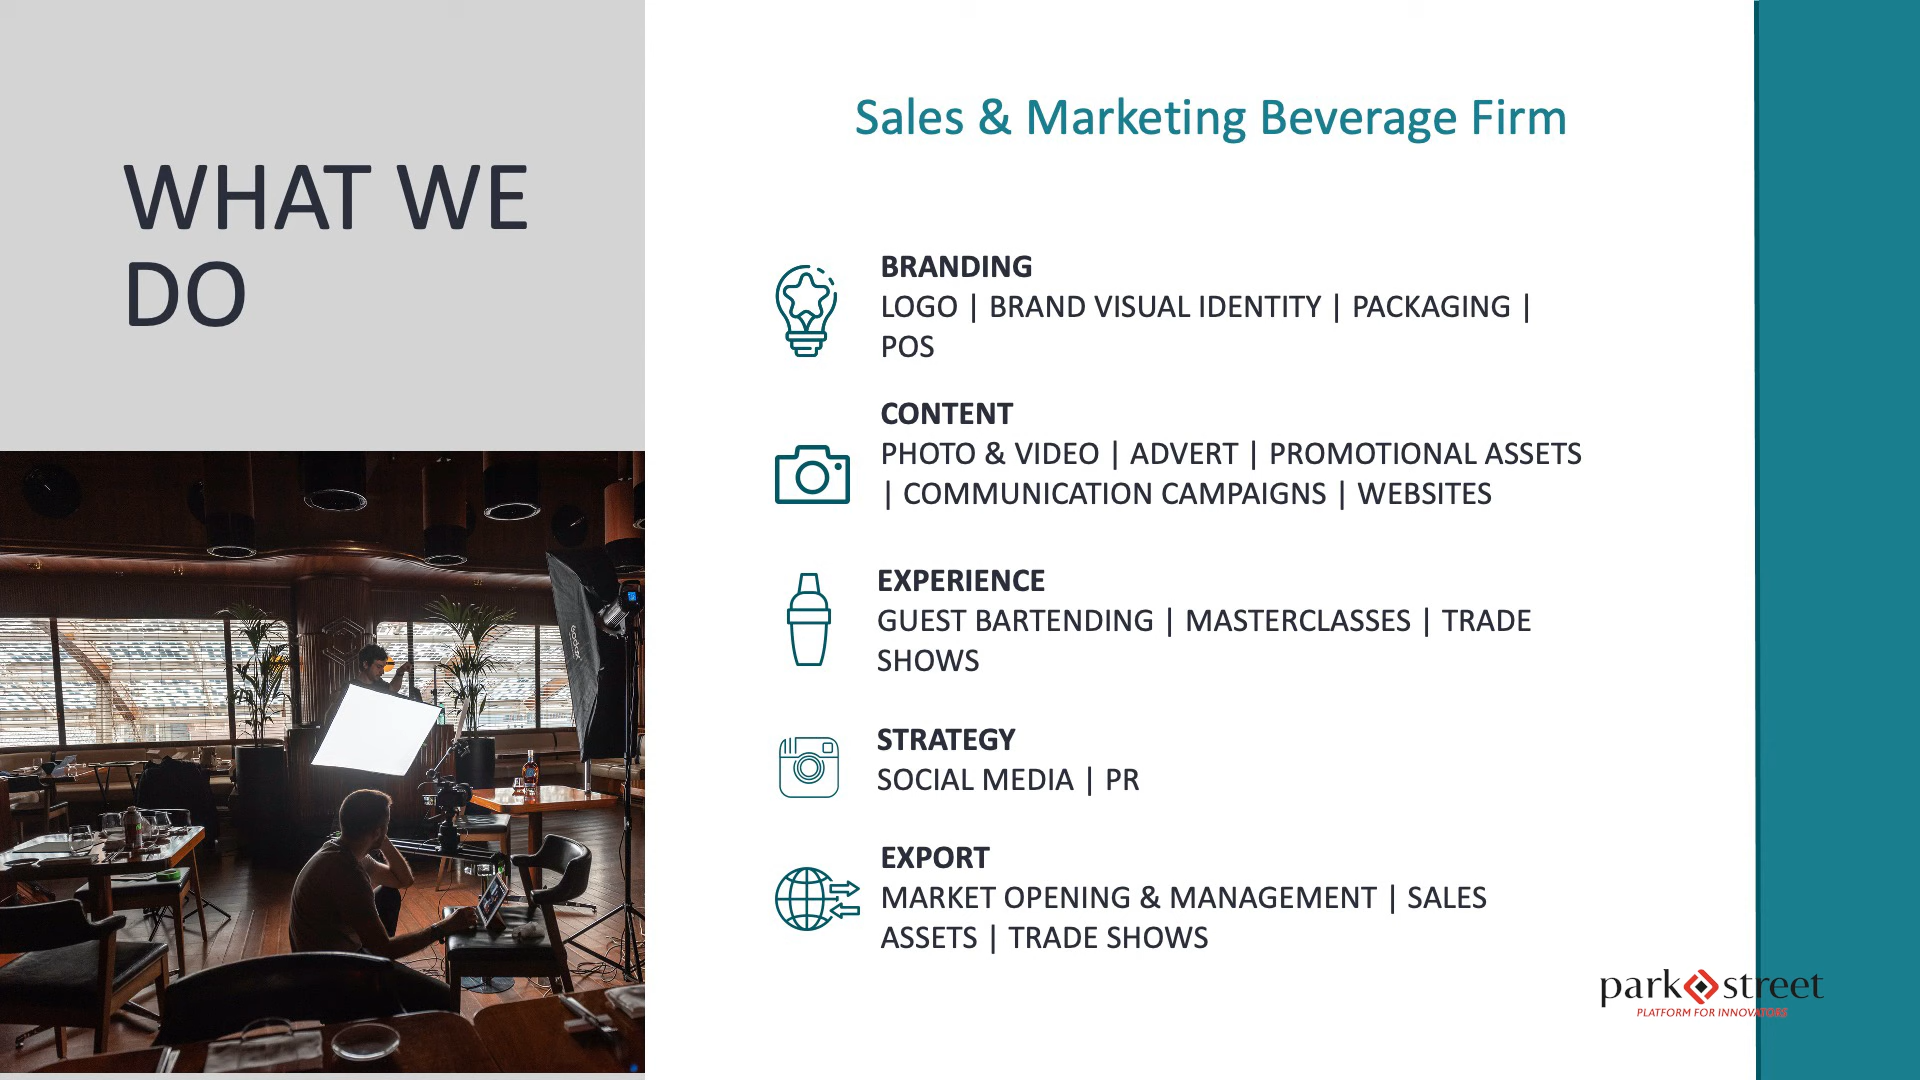 WHAT WE
DO
Sales & Marketing Beverage Firm
BRANDING
LOGO | BRAND VISUAL IDENTITY | PACKAGING |
POS
CONTENT
PHOTO & VIDEO | ADVERT | PROMOTIONAL ASSETS
| COMMUNICATION CAMPAIGNS | WEBSITES
EXPERIENCE
GUEST BARTENDING | MASTERCLASSES | TRADE
SHOWS
STRATEGY
SOCIAL MEDIA | PR
EXPORT
MARKET OPENING & MANAGEMENT | SALES
ASSETS | TRADE SHOWS
park street
PLATFORM FOR INNOVATORS
Godox